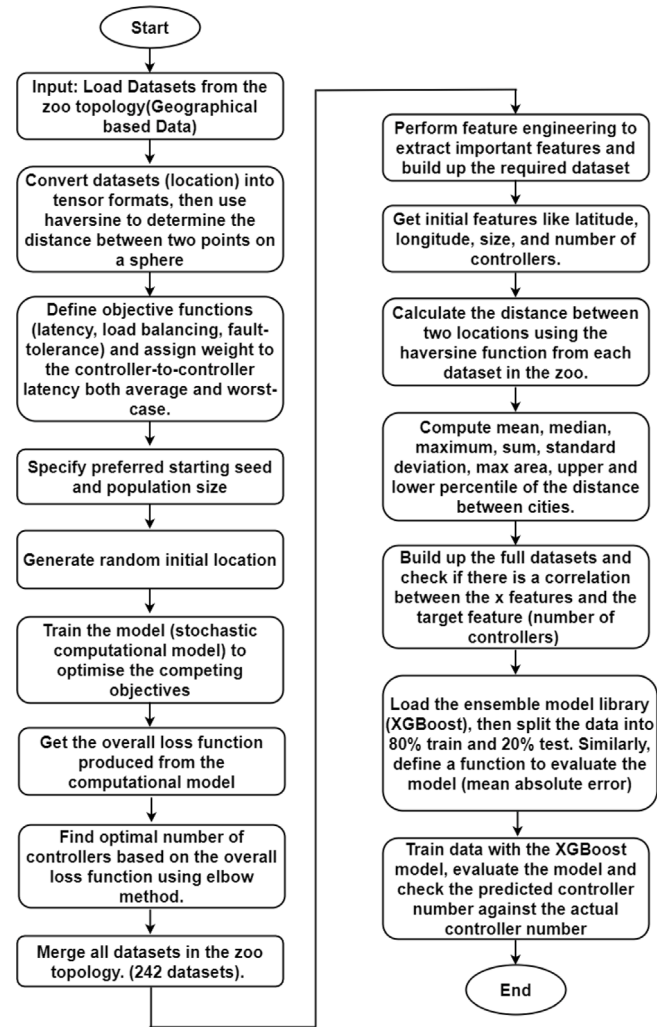 Start
Input: Load Datasets from the
zoo topology(Geographical
based Data)
Convert datasets (location) into
tensor formats, then use
haversine to determine the
distance between two points on
a sphere
Define objective functions
(latency, load balancing, fault-
tolerance) and assign weight to
the controller-to-controller
latency both average and worst-
case.
Specify preferred starting seed
and population size
Generate random initial location
Train the model (stochastic
computational model) to
optimise the competing
objectives
Get the overall loss function
produced from the
computational model
Find optimal number of
controllers based on the overall
loss function using elbow
method.
Merge all datasets in the zoo
topology. (242 datasets).
Perform feature engineering to
extract important features and
build up the required dataset
Get initial features like latitude,
longitude, size, and number of
controllers.
Calculate the distance between
two locations using the
haversine function from each
dataset in the zoo.
Compute mean, median,
maximum, sum, standard
deviation, max area, upper and
lower percentile of the distance
between cities.
Build up the full datasets and
check if there is a correlation
between the x features and the
target feature (number of
controllers)
Load the ensemble model library
(XGBoost), then split the data into
80% train and 20% test. Similarly,
define a function to evaluate the
model (mean absolute error)
Train data with the XGBoost
model, evaluate the model and
check the predicted controller
number against the actual
controller number
End